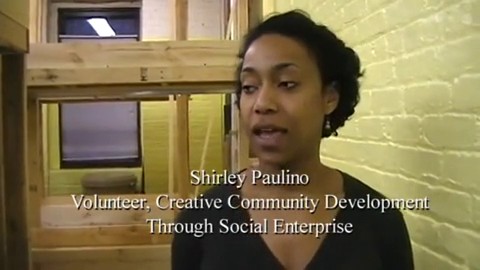 Shirley Paulino
Volunteer, Creative Community Development
Through Social Enterprise